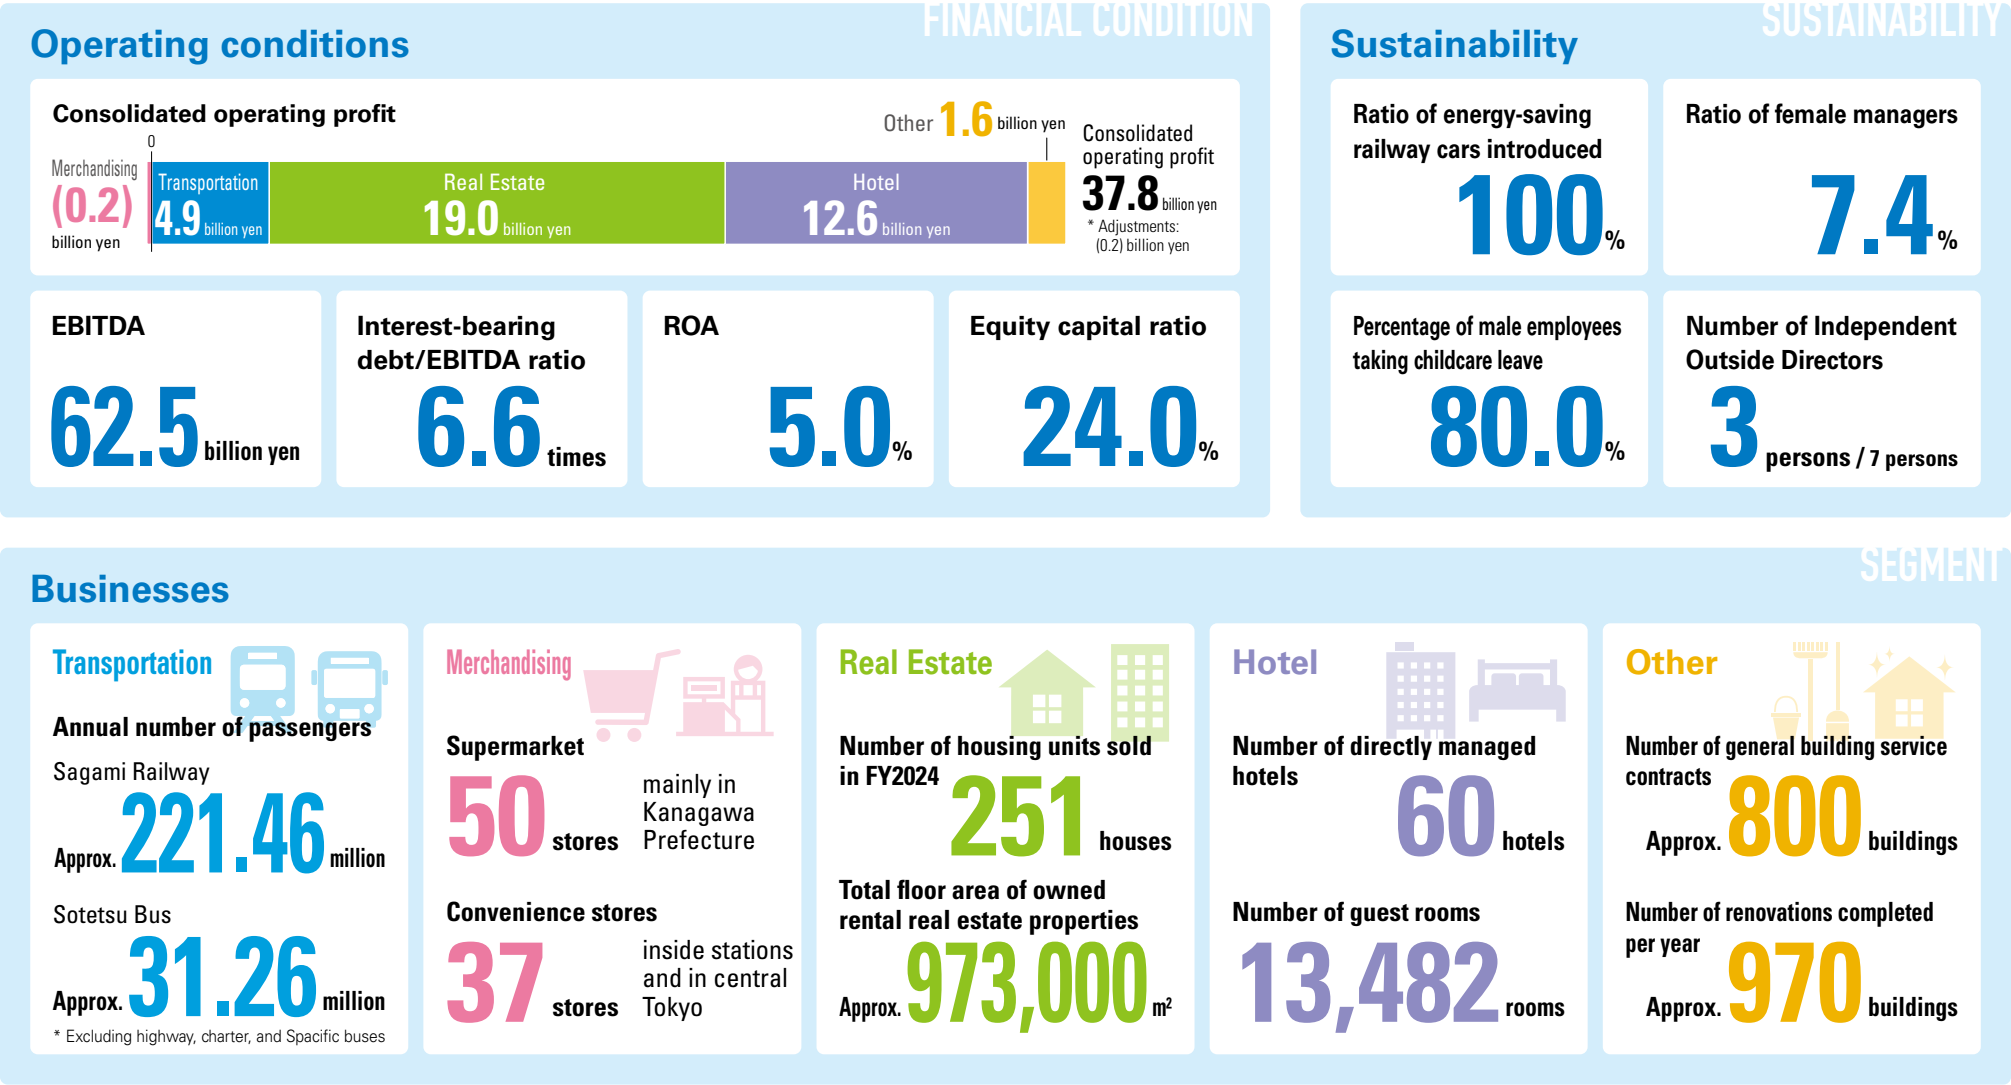 FINANCIAL CONDITION
Operating conditions
Consolidated operating profit
0
Merchandising
(0.2)
billion yen
Transportation
4.9 billion yen
Real Estate
19.0 billion yen
Hotel
12.6 billion yen
Other 1.6 billion yen
Consolidated
operating profit
37.8 billion yen
* Adjustments:
(0.2) billion yen
EBITDA
62.5 billion yen
Interest-bearing
debt/EBITDA ratio
6.6 times
ROA
5.0%
Equity capital ratio
24.0%
SUSTAINABILITY
Sustainability
Ratio of energy-saving
railway cars introduced
100%
Ratio of female managers
7.4%
Percentage of male employees
taking childcare leave
80.0%
Number of Independent
Outside Directors
3 persons / 7 persons
SEGMENT
Businesses
Transportation
Annual number of passengers
Sagami Railway
Approx. 221.46 million
Sotetsu Bus
Approx. 31.26 million
* Excluding highway, charter, and Spacific buses
Merchandising
Supermarket
50 stores
mainly in
Kanagawa
Prefecture
Convenience stores
37 stores
inside stations
and in central
Tokyo
Real Estate
Number of housing units sold
in FY2024
251 houses
Total floor area of owned
rental real estate properties
Approx. 973,000 m²
Hotel
Number of directly managed
hotels
60 hotels
Number of guest rooms
13,482 rooms
Other
Number of general building service
contracts
Approx. 800 buildings
Number of renovations completed
per year
Approx. 970 buildings